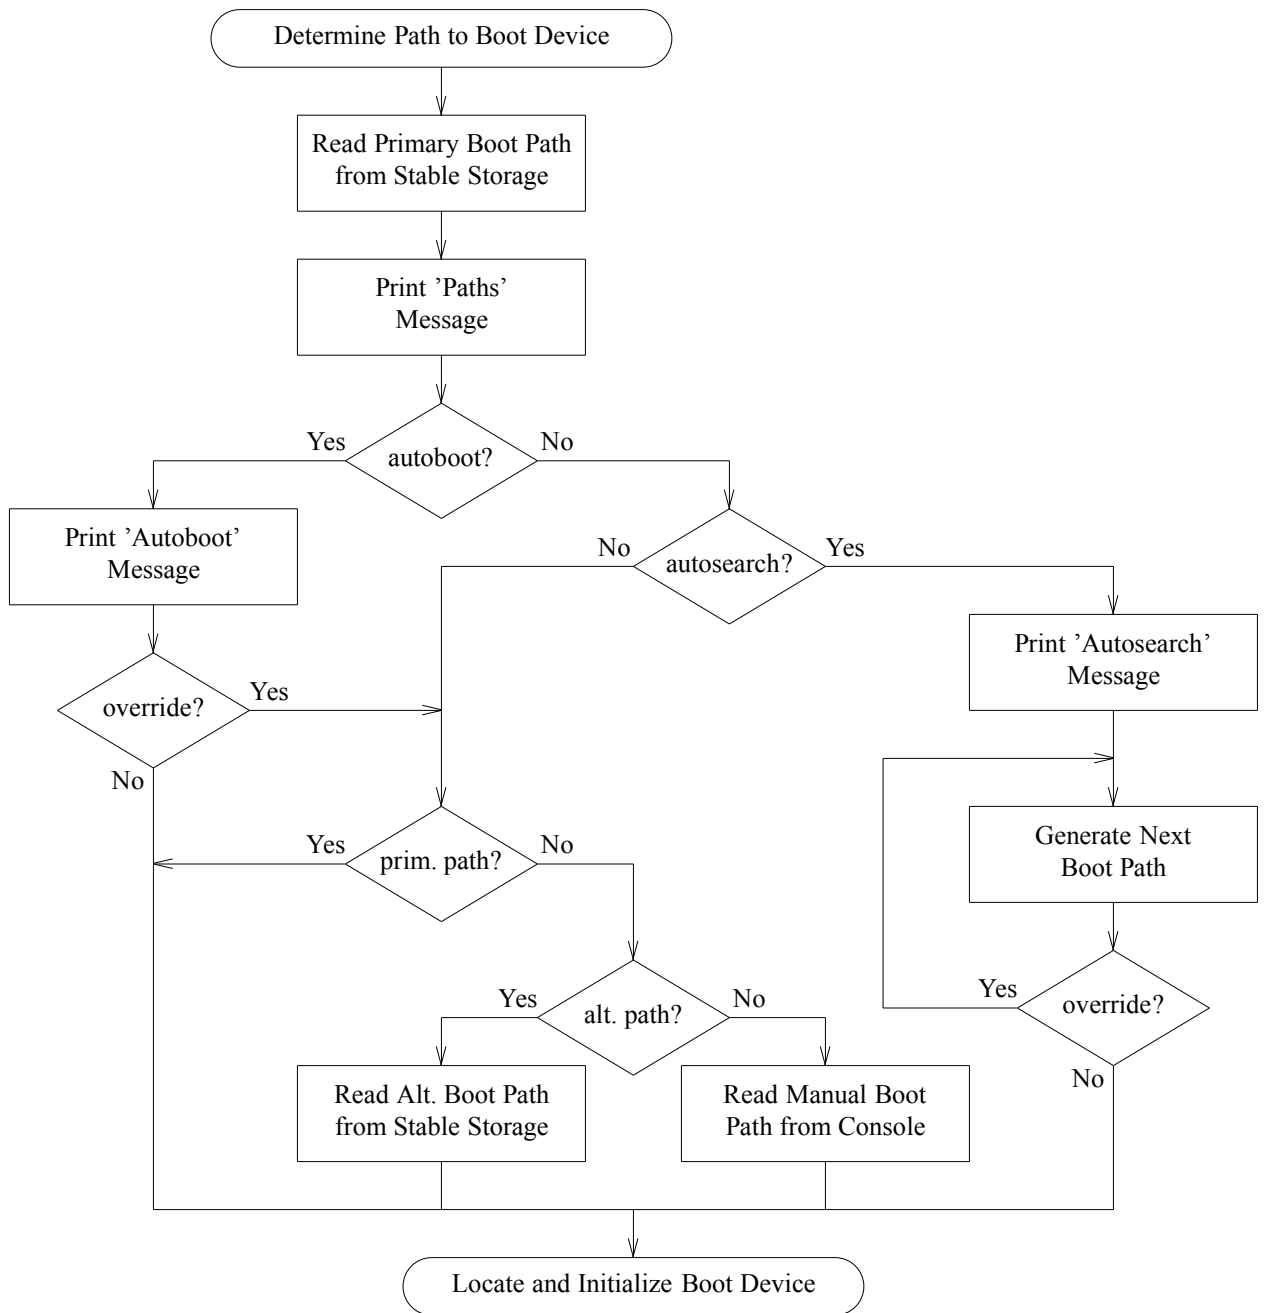 Determine Path to Boot Device
Read Primary Boot Path
from Stable Storage
Print ’Paths’
Message
Yes
autoboot?
No
Print ’Autoboot’
Message
No
autosearch?
Yes
Print ’Autosearch’
Message
override?
Yes
No
Yes
prim. path?
No
Generate Next
Boot Path
Yes
alt. path?
No
Yes
override?
No
Read Alt. Boot Path
from Stable Storage
Read Manual Boot
Path from Console
Locate and Initialize Boot Device